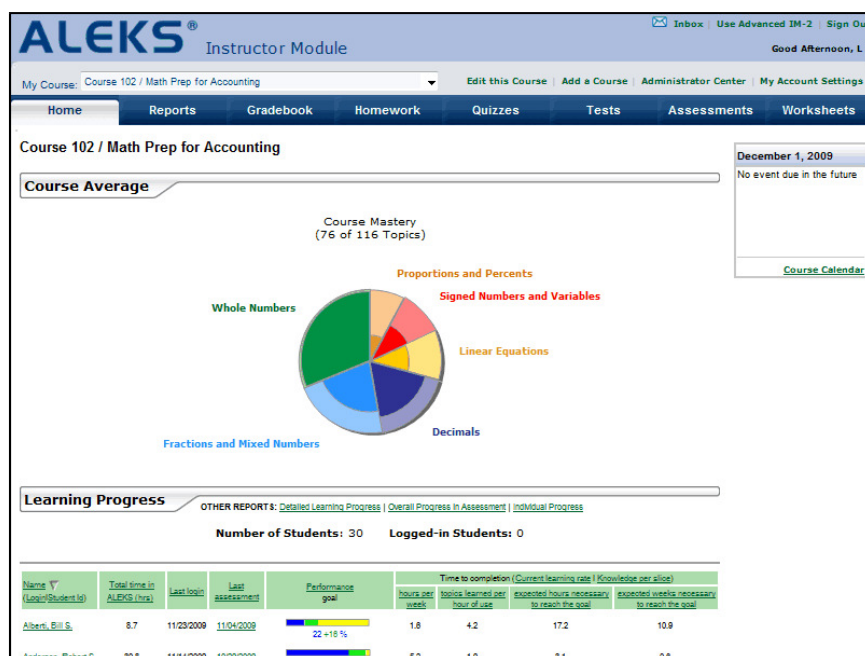 ALEKS®
Instructor Module
Inbox | Use Advanced IM-2 | Sign Ou
Good Afternoon, L
My Course: Course 102 / Math Prep for Accounting
Edit this Course | Add a Course | Administrator Center | My Account Settings
Home Reports Gradebook Homework Quizzes Tests Assessments Worksheets
Course 102 / Math Prep for Accounting
December 1, 2009
No event due in the future
Course Calendar
Course Average
Course Mastery
(76 of 116 Topics)
Proportions and Percents
Signed Numbers and Variables
Whole Numbers
Linear Equations
Decimals
Fractions and Mixed Numbers
Learning Progress
OTHER REPORTS: Detailed Learning Progress | Overall Progress in Assessment | Individual Progress
Number of Students: 30 Logged-in Students: 0
Time to completion (Current learning rate | Knowledge per slice)
Name (Login|Student Id) Total time in ALEKS (hrs) Last login Last assessment Performance goal hours per week topics learned per hour of use expected hours necessary to reach the goal expected weeks necessary to reach the goal
Alberti, Bill S. 8.7 11/23/2009 11/04/2009 22 +16 % 1.6 4.2 17.2 10.9